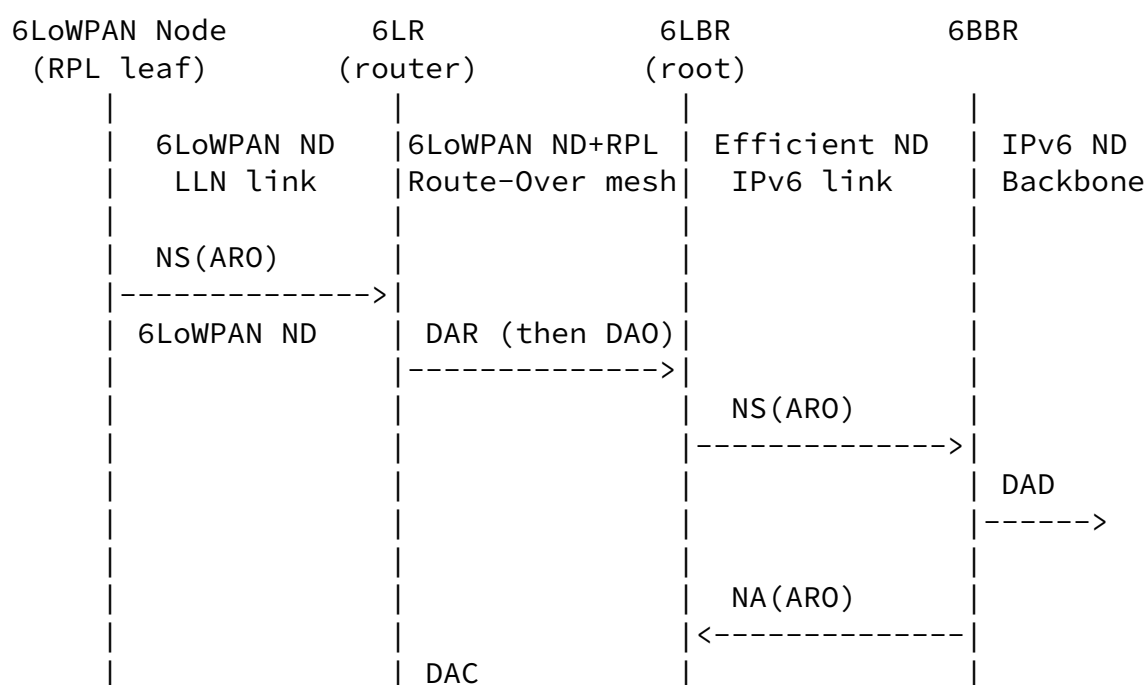 6LoWPAN Node 6LR 6LBR 6BBR
(RPL leaf) (router) (root)
6LoWPAN ND 6LoWPAN ND+RPL Efficient ND IPv6 ND
LLN link Route-Over mesh IPv6 link Backbone
NS(ARO)
6LoWPAN ND DAR (then DAO)
NS(ARO)
DAD
NA(ARO)
DAC